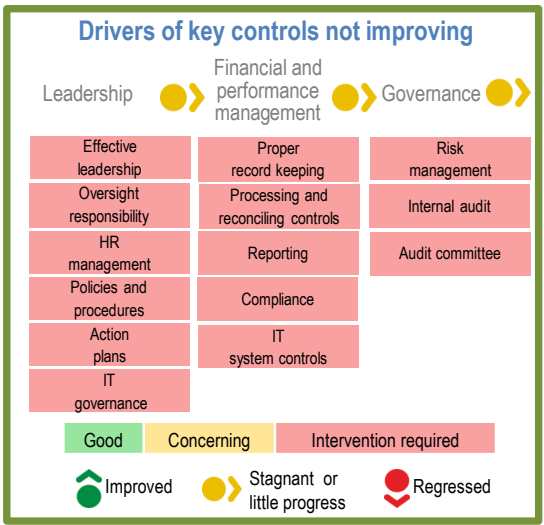 Drivers of key controls not improving
Leadership
Financial and
performance
management
Governance
Effective
leadership
Oversight
responsibility
HR
management
Policies and
procedures
Action
plans
IT
governance
Proper
record keeping
Processing and
reconciling controls
Reporting
Compliance
IT
system controls
Risk
management
Internal audit
Audit committee
Good
Concerning
Intervention required
Improved
Stagnant or
little progress
Regressed